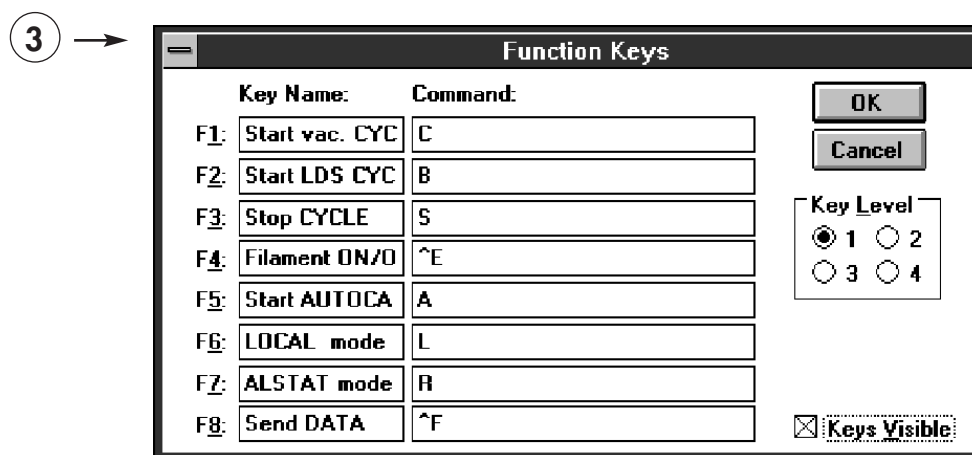 3
Function Keys
Key Name: Command:
F1: Start vac. CYC C
F2: Start LDS CYC B
F3: Stop CYCLE S
F4: Filament ON/O ^E
F5: Start AUTOCA A
F6: LOCAL mode L
F7: ALSTAT mode R
F8: Send DATA ^F
OK
Cancel
Key Level
1 2
3 4
Keys Visible